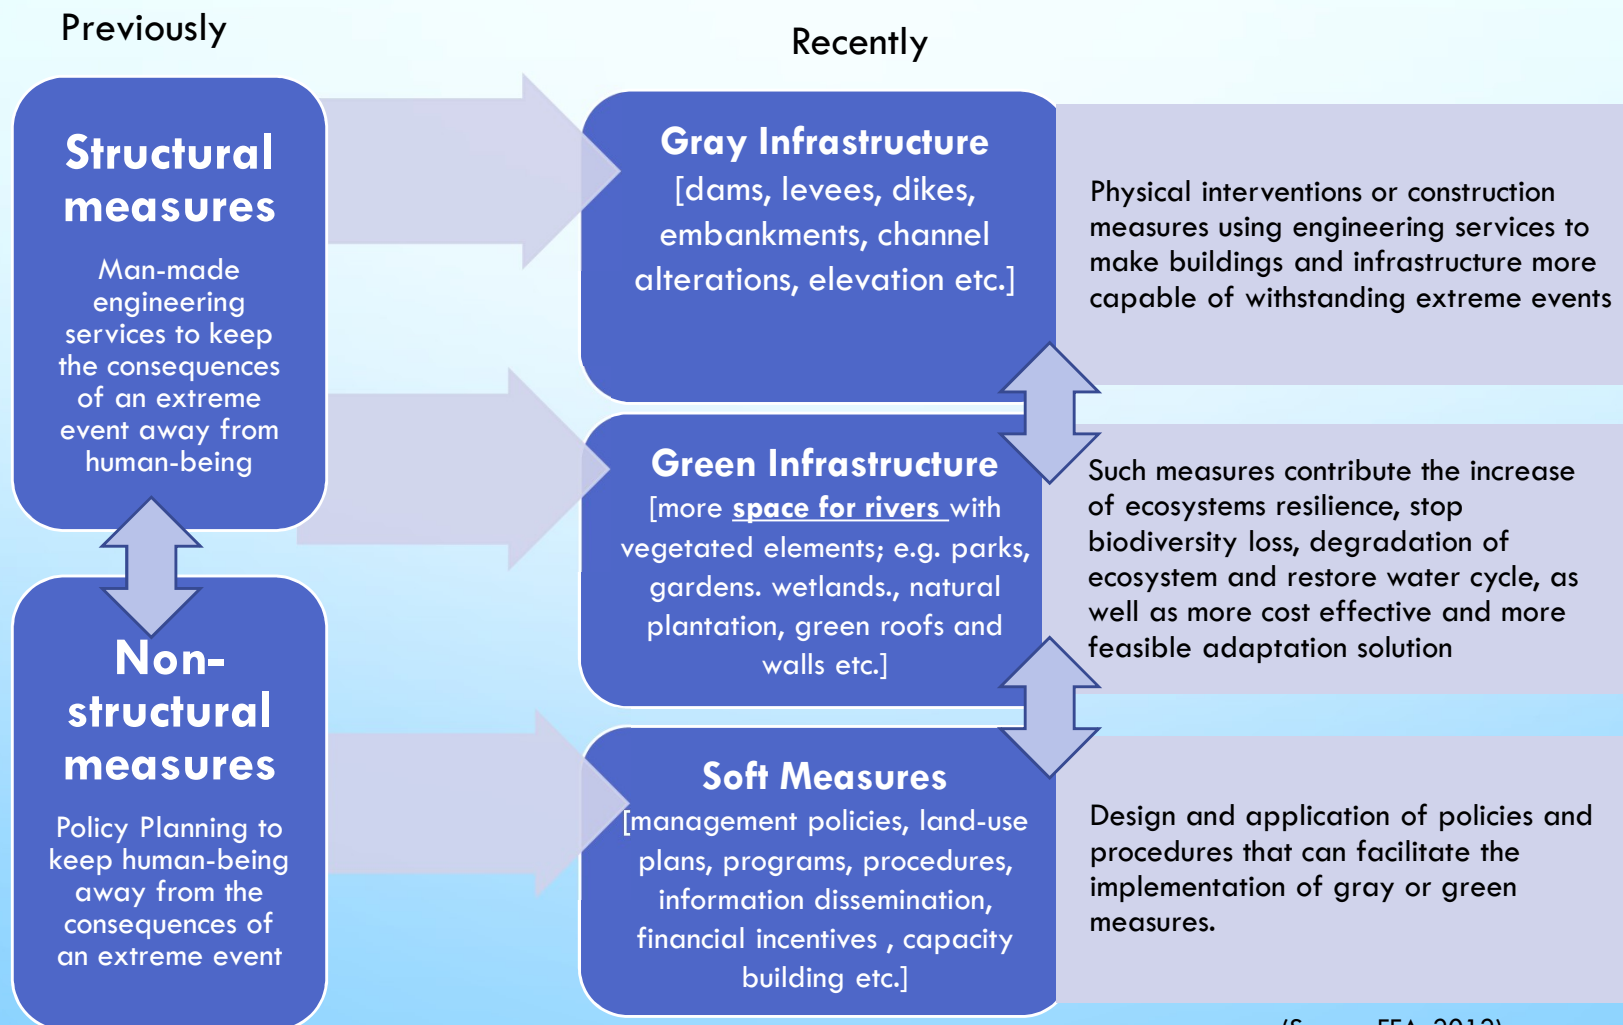 Previously
Recently
Structural
measures
Man-made
engineering
services to keep
the consequences
of an extreme
event away from
human-being
Non-
structural
measures
Policy Planning to
keep human-being
away from the
consequences of
an extreme event
Gray Infrastructure
[dams, levees, dikes,
embankments, channel
alterations, elevation etc.]
Physical interventions or construction
measures using engineering services to
make buildings and infrastructure more
capable of withstanding extreme events
Green Infrastructure
[more space for rivers with
vegetated elements; e.g. parks,
gardens. wetlands., natural
plantation, green roofs and
walls etc.]
Such measures contribute the increase
of ecosystems resilience, stop
biodiversity loss, degradation of
ecosystem and restore water cycle, as
well as more cost effective and more
feasible adaptation solution
Soft Measures
[management policies, land-use
plans, programs, procedures,
information dissemination,
financial incentives , capacity
building etc.]
Design and application of policies and
procedures that can facilitate the
implementation of gray or green
measures.